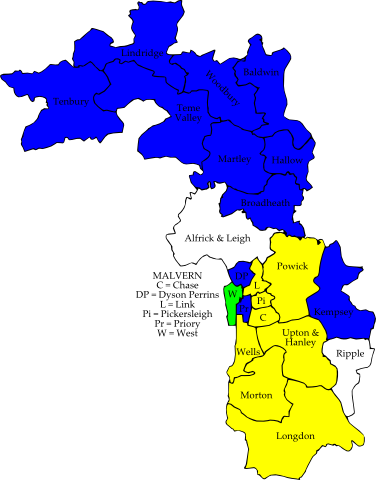 Lindridge
Baldwin
Woodbury
Tenbury
Teme
Valley
Martley
Hallow
Broadheath
Alfrick & Leigh
Powick
MALVERN
C = Chase
DP = Dyson Perrins
L = Link
Pi = Pickersleigh
Pr = Priory
W = West
DP
L
W
Pi
Pr
C
Kempsey
Upton &
Hanley
Ripple
Wells
Morton
Longdon